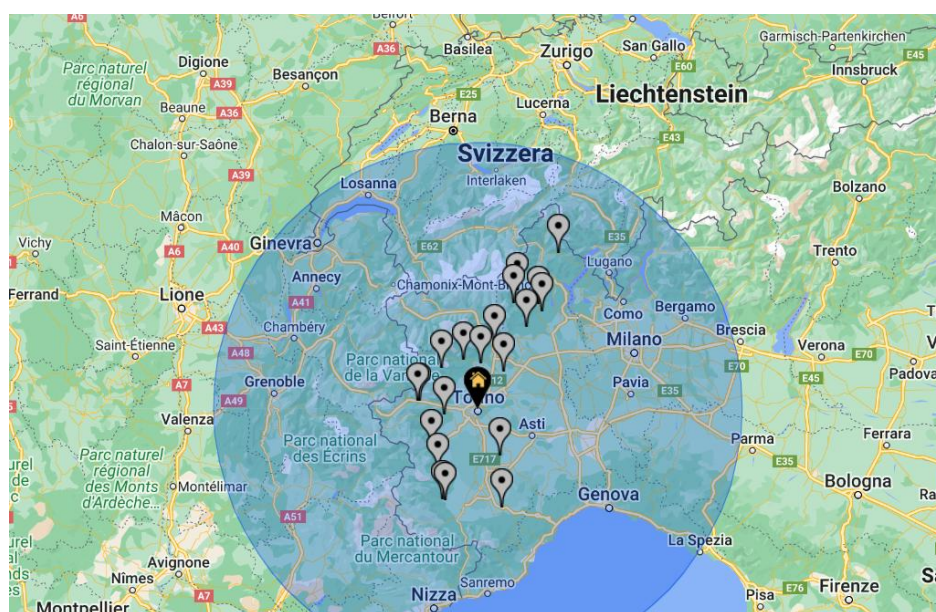 A6
Belfort
A36
Basilea
Zurigo
San Gallo
Garmisch-Partenkirchen
E45
E60
Innsbruck
Parc naturel
régional
du Morvan
Digione
A39
Besançon
E25
Lucerna
Liechtenstein
Beaune
A36
Berna
E43
Chalon-sur-Saône
A39
Svizzera
Interlaken
Losanna
Bolzano
Mâcon
A40
Ginevra
E62
E35
Trento
Vichy
A6
Lugano
Annecy
Ferrand
Lione
A41
Como
Bergamo
A43
Chambéry
Milano
Brescia
Verona
E70
Saint-Étienne
A48
Parc national
de la
E70
Padova
A7
Grenoble
A49
Torino
Pavia
E35
E45
Valenza
Asti
Parc national
des Écrins
Parma
Ferrara
E717
E35
Parc naturel
régional
des Monts
d'Ardèche...
Montélimar
Genova
Bologna
A51
Parc national
du Mercantour
La Spezia
Avignone
Nîmes
A7
Sanremo
Nizza
E76
Pisa
Firenze
Montpellier